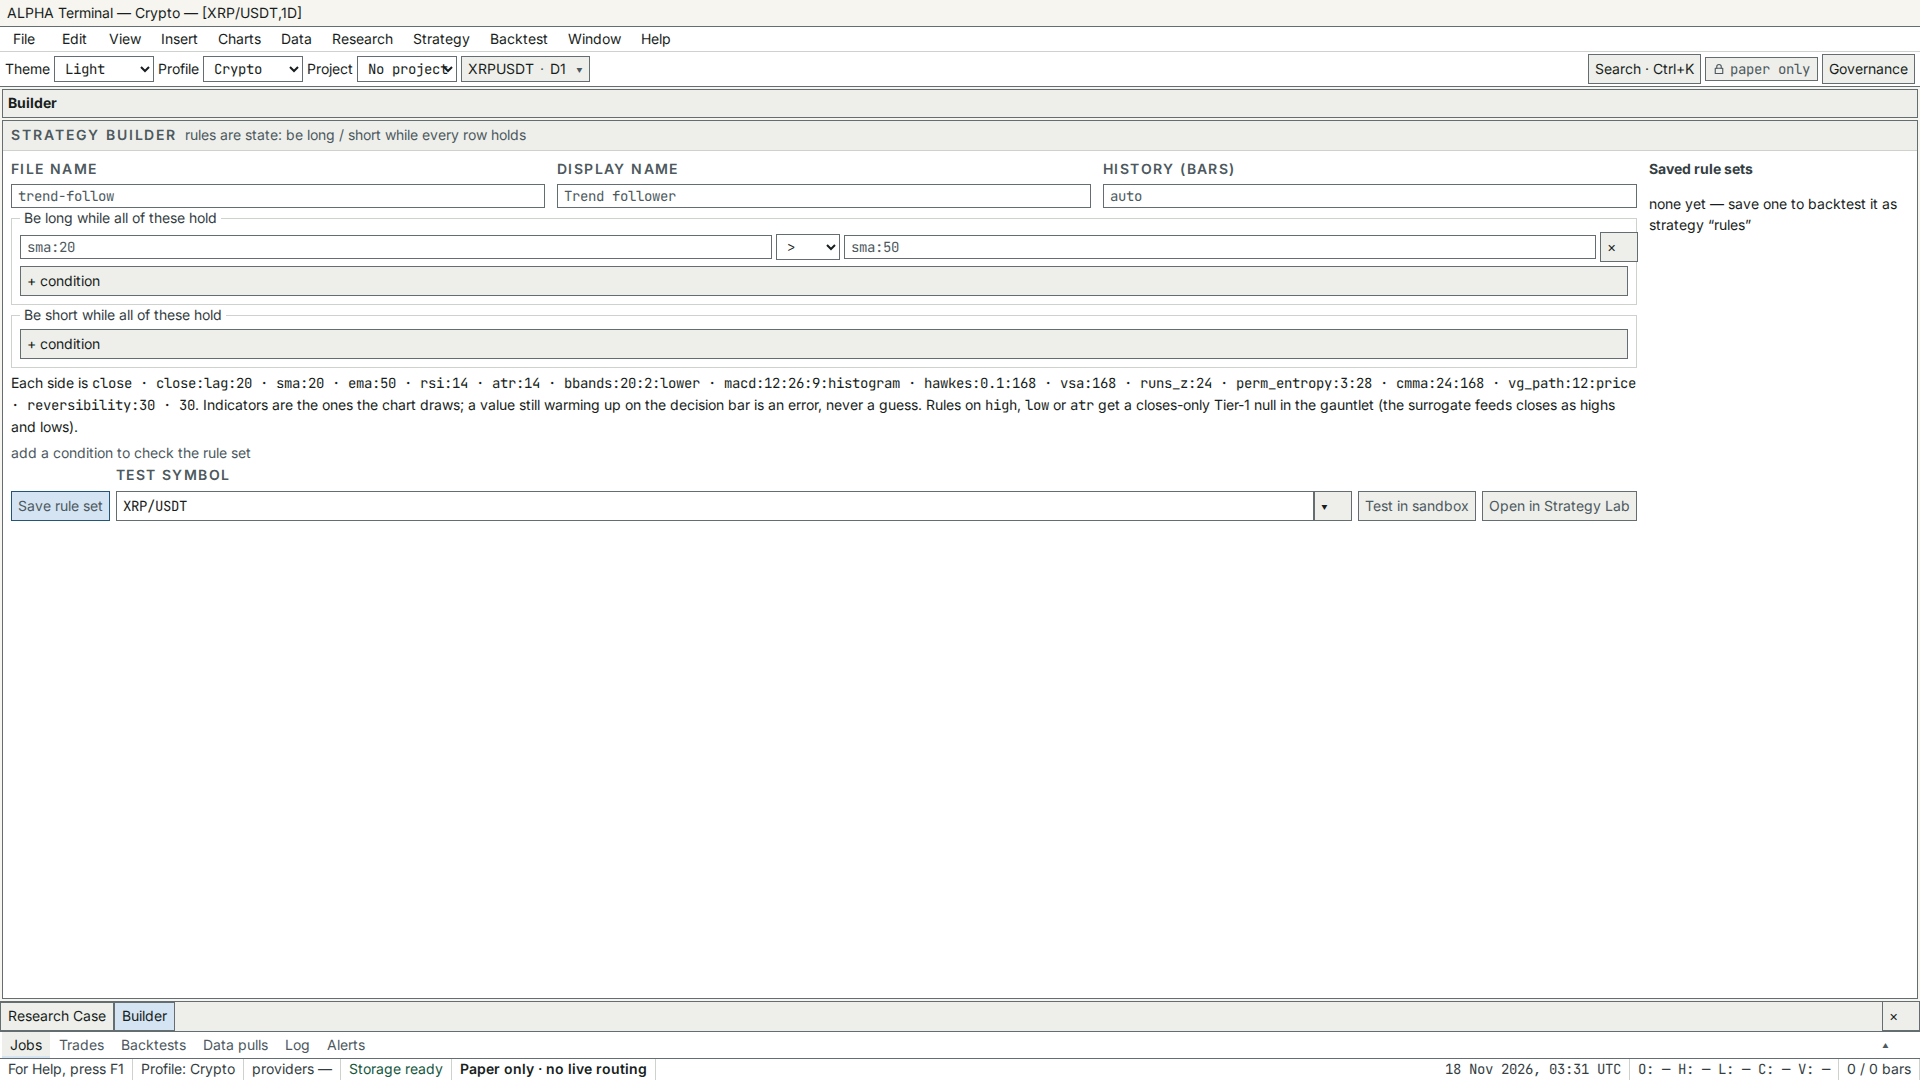 ALPHA Terminal — Crypto — [XRP/USDT,1D]
File Edit View Insert Charts Data Research Strategy Backtest Window Help
Theme Light Profile Crypto Project No project XRPUSDT · D1 ▾ Search · Ctrl+K paper only Governance
Builder
STRATEGY BUILDER rules are state: be long / short while every row holds
FILE NAME DISPLAY NAME HISTORY (BARS) Saved rule sets
trend-follow Trend follower auto
none yet — save one to backtest it as
strategy “rules”
Be long while all of these hold
sma:20 > sma:50 ×
+ condition
Be short while all of these hold
+ condition
Each side is close · close:lag:20 · sma:20 · ema:50 · rsi:14 · atr:14 · bbands:20:2:lower · macd:12:26:9:histogram · hawkes:0.1:168 · vsa:168 · runs_z:24 · perm_entropy:3:28 · cmma:24:168 · vg_path:12:price
· reversibility:30 · 30. Indicators are the ones the chart draws; a value still warming up on the decision bar is an error, never a guess. Rules on high, low or atr get a closes-only Tier-1 null in the gauntlet (the surrogate feeds closes as highs
and lows).
add a condition to check the rule set
TEST SYMBOL
Save rule set XRP/USDT ▾ Test in sandbox Open in Strategy Lab
Research Case Builder ×
Jobs Trades Backtests Data pulls Log Alerts ▴
For Help, press F1 Profile: Crypto providers — Storage ready Paper only · no live routing 18 Nov 2026, 03:31 UTC O: — H: — L: — C: — V: — 0 / 0 bars